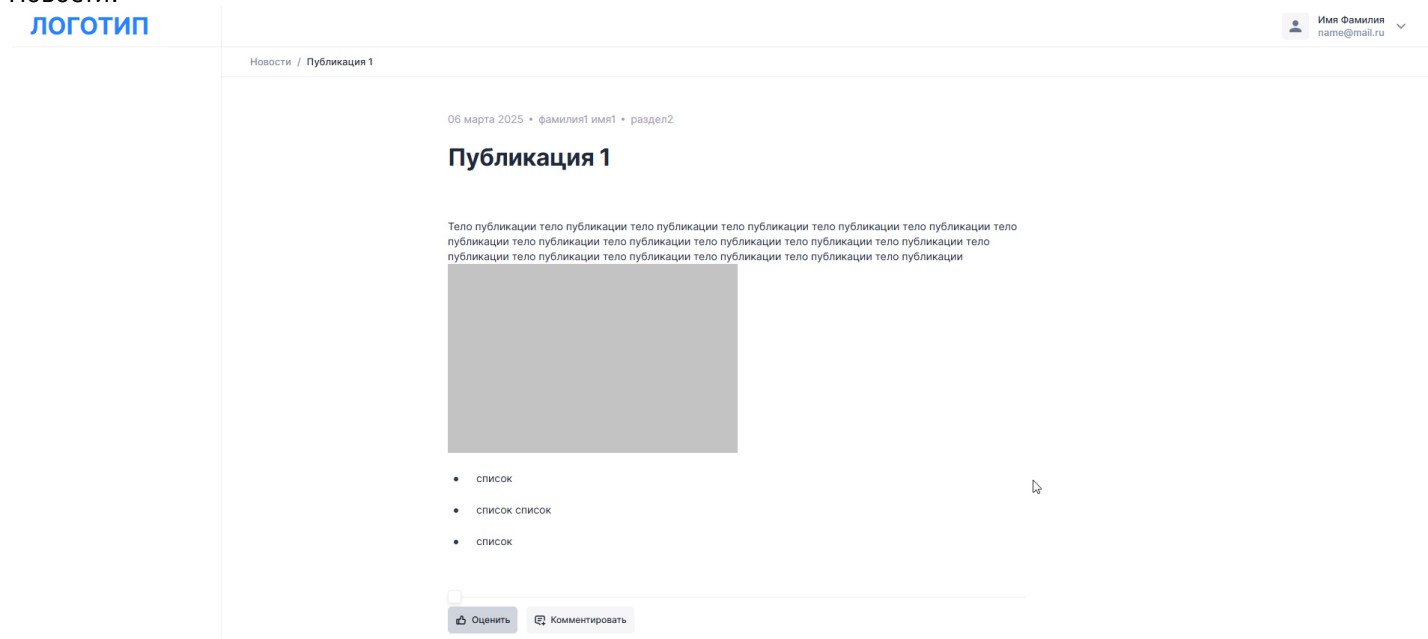 ЛОГОТИП
Имя Фамилия
name@mail.ru
Новости / Публикация 1
06 марта 2025 • фамилия1 имя1 • раздел2
Публикация 1
Тело публикации тело публикации тело публикации тело публикации тело публикации тело публикации тело
публикации тело публикации тело публикации тело публикации тело публикации тело публикации тело
публикации тело публикации тело публикации тело публикации тело публикации тело публикации
• список
• список список
• список
Оценить
Комментировать